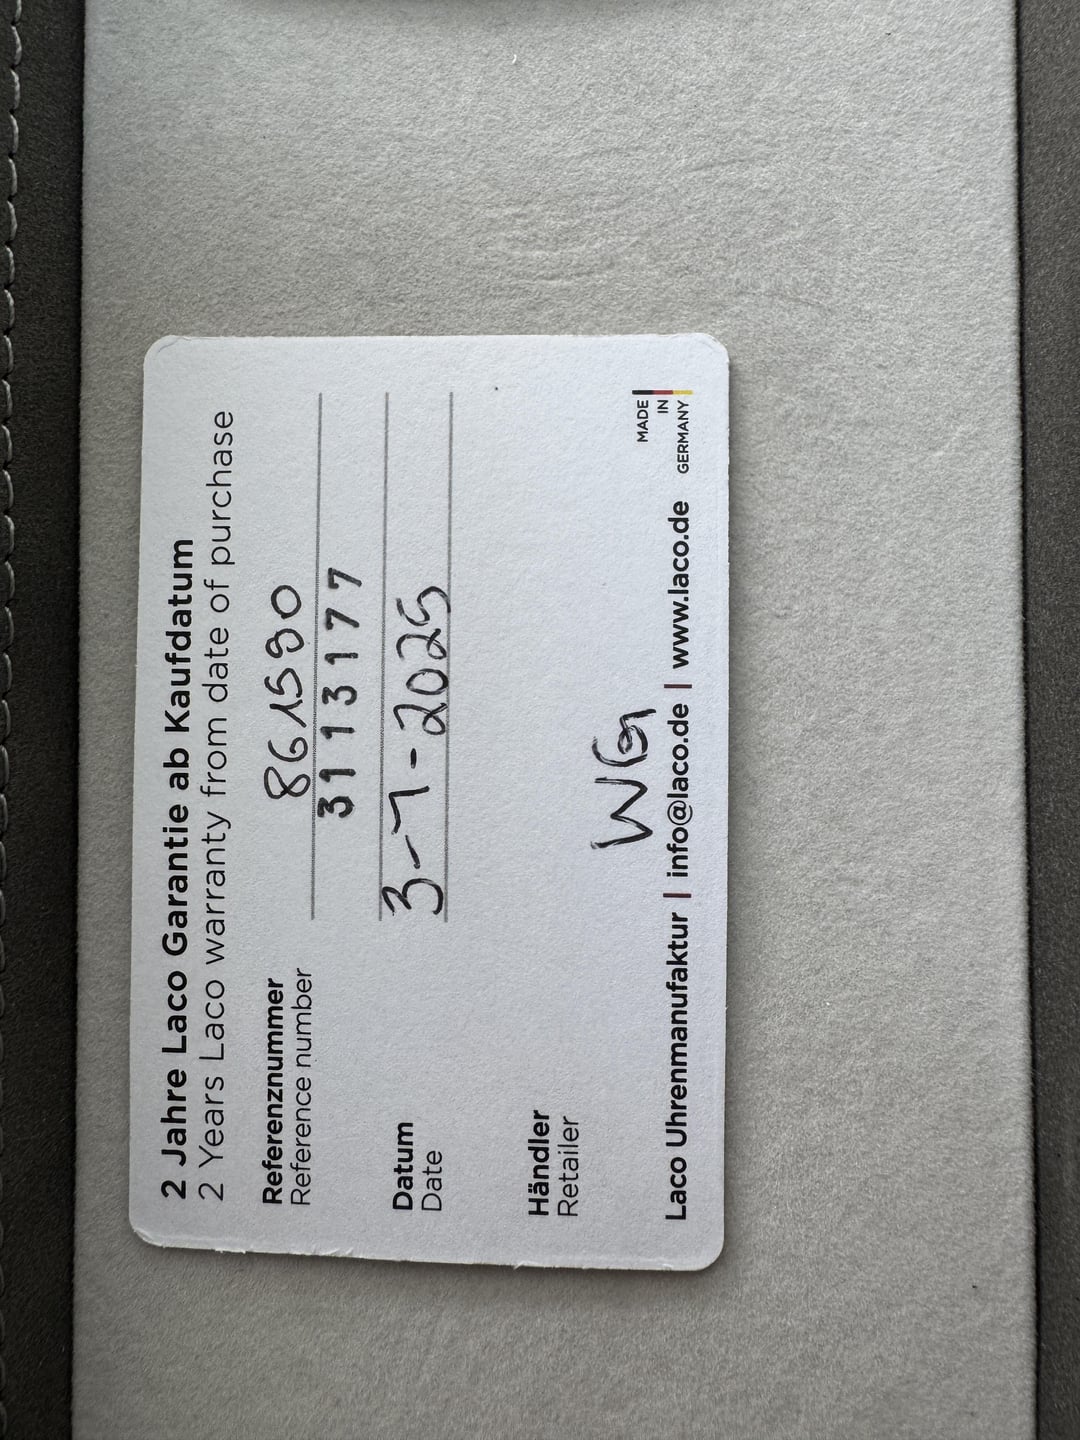 2 Jahre Laco Garantie ab Kaufdatum
2 Years Laco warranty from date of purchase
Referenznummer
Reference number
861590
3113177
Datum
Date
3-1-2025
Händler
Retailer
WG
Laco Uhrenmanufaktur | info@laco.de | www.laco.de
MADE
IN
GERMANY